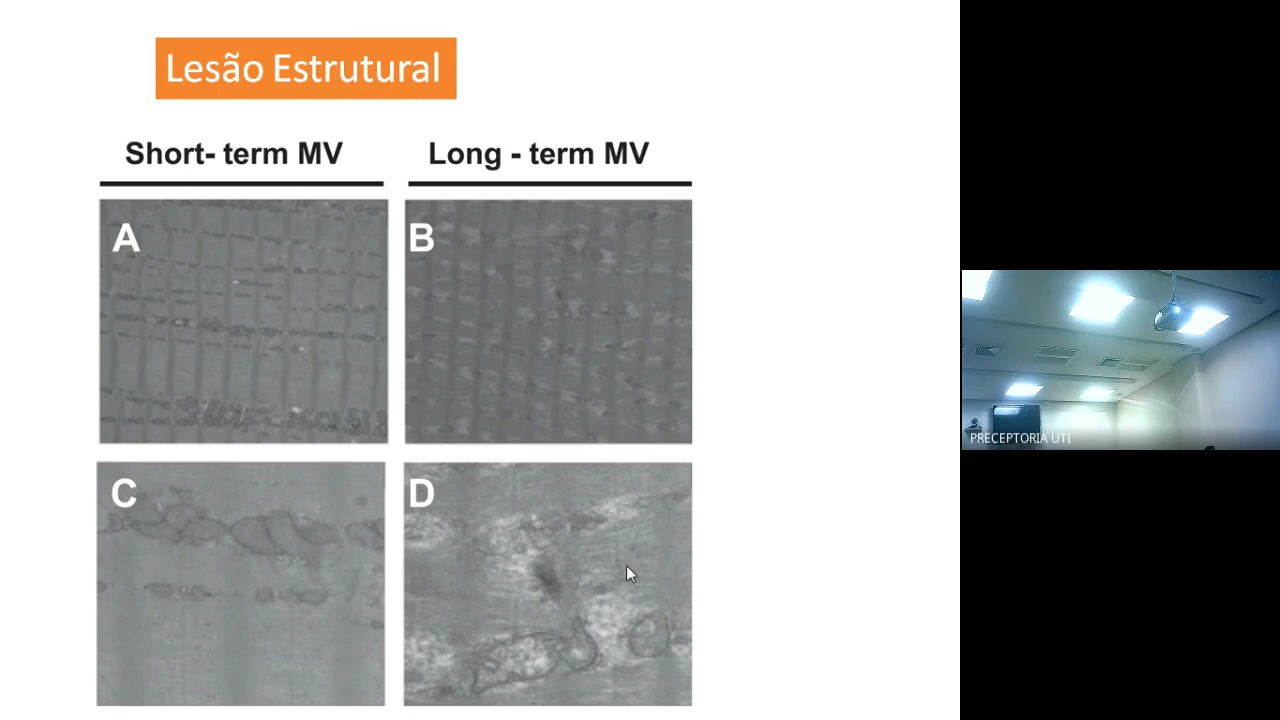 Lesão Estrutural
Short- term MV
Long - term MV
A
B
C
D
PRECEPTORIA UTI